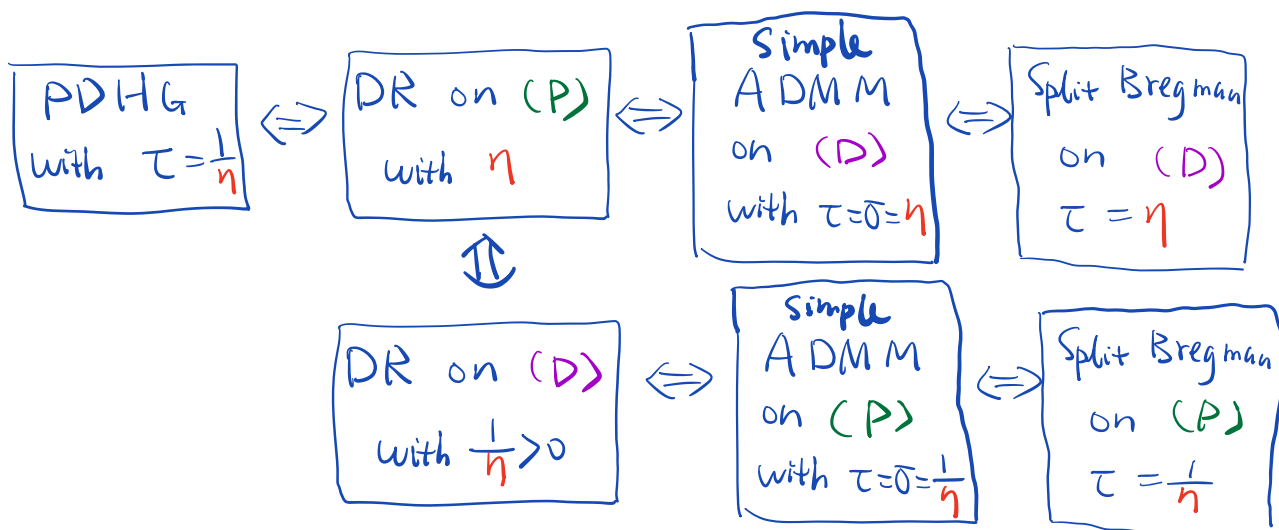 PDHG
with τ = 1/η
⇔
DR on (P)
with η
⇔
Simple
ADMM
on (D)
with τ=σ=η
⇔
Split Bregman
on (D)
τ = η
⇕
DR on (D)
with 1/η >0
⇔
simple
ADMM
on (P)
with τ=σ=1/η
⇔
Split Bregman
on (P)
τ = 1/η